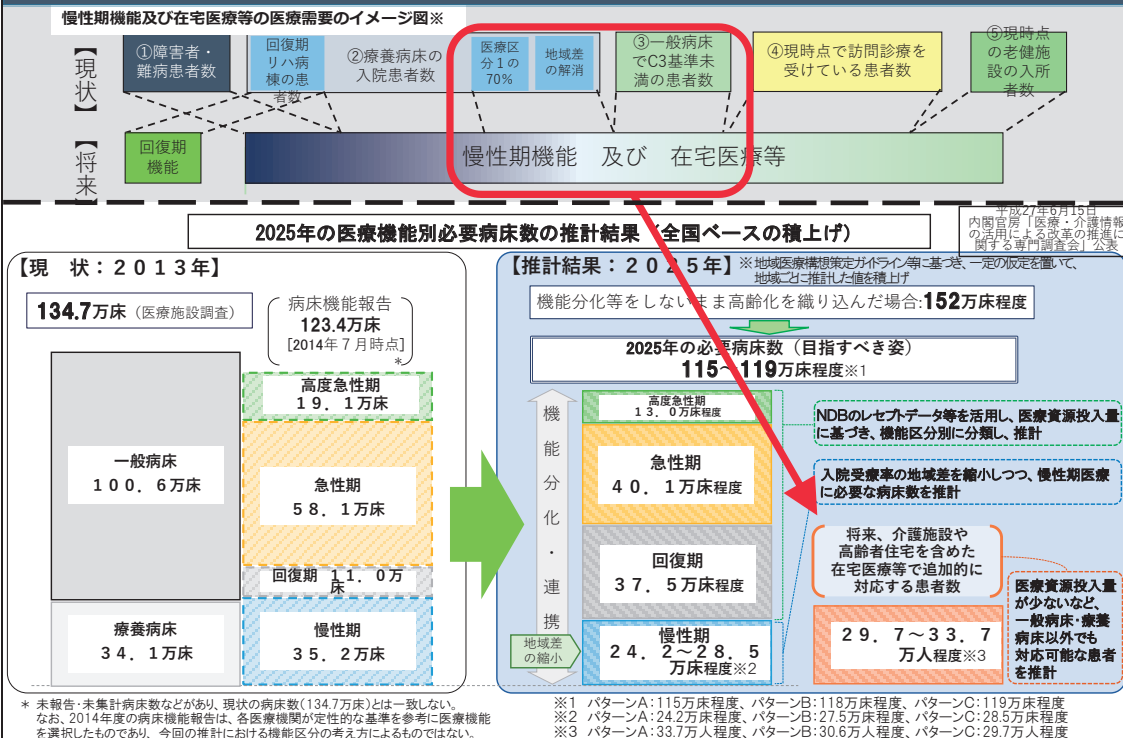 慢性期機能及び在宅医療等の医療需要のイメージ図※
【現状】
①障害者・
難病患者数
回復期
リハ病
棟の患
者数
②療養病床の
入院患者数
医療区
分１の
70%
地域差
の解消
③一般病床
でC3基準未
満の患者数
④現時点で訪問診療を
受けている患者数
⑤現時点
の老健施
設の入所
者数
【将来】
回復期
機能
慢性期機能　及び　在宅医療等
2025年の医療機能別必要病床数の推計結果（全国ベースの積上げ）
平成27年6月15日
内閣官房「医療・介護情報
の活用による改革の推進に
関する専門調査会」公表
【現　状：２０１３年】
134.7万床（医療施設調査）
病床機能報告
123.4万床
［2014年７月時点］
＊
一般病床
１００．６万床
療養病床
３４．１万床
高度急性期
１９．１万床
急性期
５８．１万床
回復期　１１．０万
床
慢性期
３５．２万床
【推計結果：２０２５年】※地域医療構想策定ガイドライン等に基づき、一定の仮定を置いて、
地域ごとに推計した値を積上げ
機能分化等をしないまま高齢化を織り込んだ場合:152万床程度
2025年の必要病床数（目指すべき姿）
115～119万床程度※1
機能分化・連携
地域差
の縮小
高度急性期
１３．０万床程度
急性期
４０．１万床程度
回復期
３７．５万床程度
慢性期
２４．２～２８．５
万床程度※2
NDBのレセプトデータ等を活用し、医療資源投入量
に基づき、機能区分別に分類し、推計
入院受療率の地域差を縮小しつつ、慢性期医療
に必要な病床数を推計
将来、介護施設や
高齢者住宅を含めた
在宅医療等で追加的に
対応する患者数
２９．７～３３．７
万人程度※3
医療資源投入量
が少ないなど、
一般病床・療養
病床以外でも
対応可能な患者
を推計
＊ 未報告・未集計病床数などがあり、現状の病床数（134.7万床）とは一致しない。
なお、2014年度の病床機能報告は、各医療機関が定性的な基準を参考に医療機能
を選択したものであり、今回の推計における機能区分の考え方によるものではない。
※1 パターンA：115万床程度、パターンB：118万床程度、パターンC：119万床程度
※2 パターンA：24.2万床程度、パターンB：27.5万床程度、パターンC：28.5万床程度
※3 パターンA：33.7万人程度、パターンB：30.6万人程度、パターンC：29.7万人程度